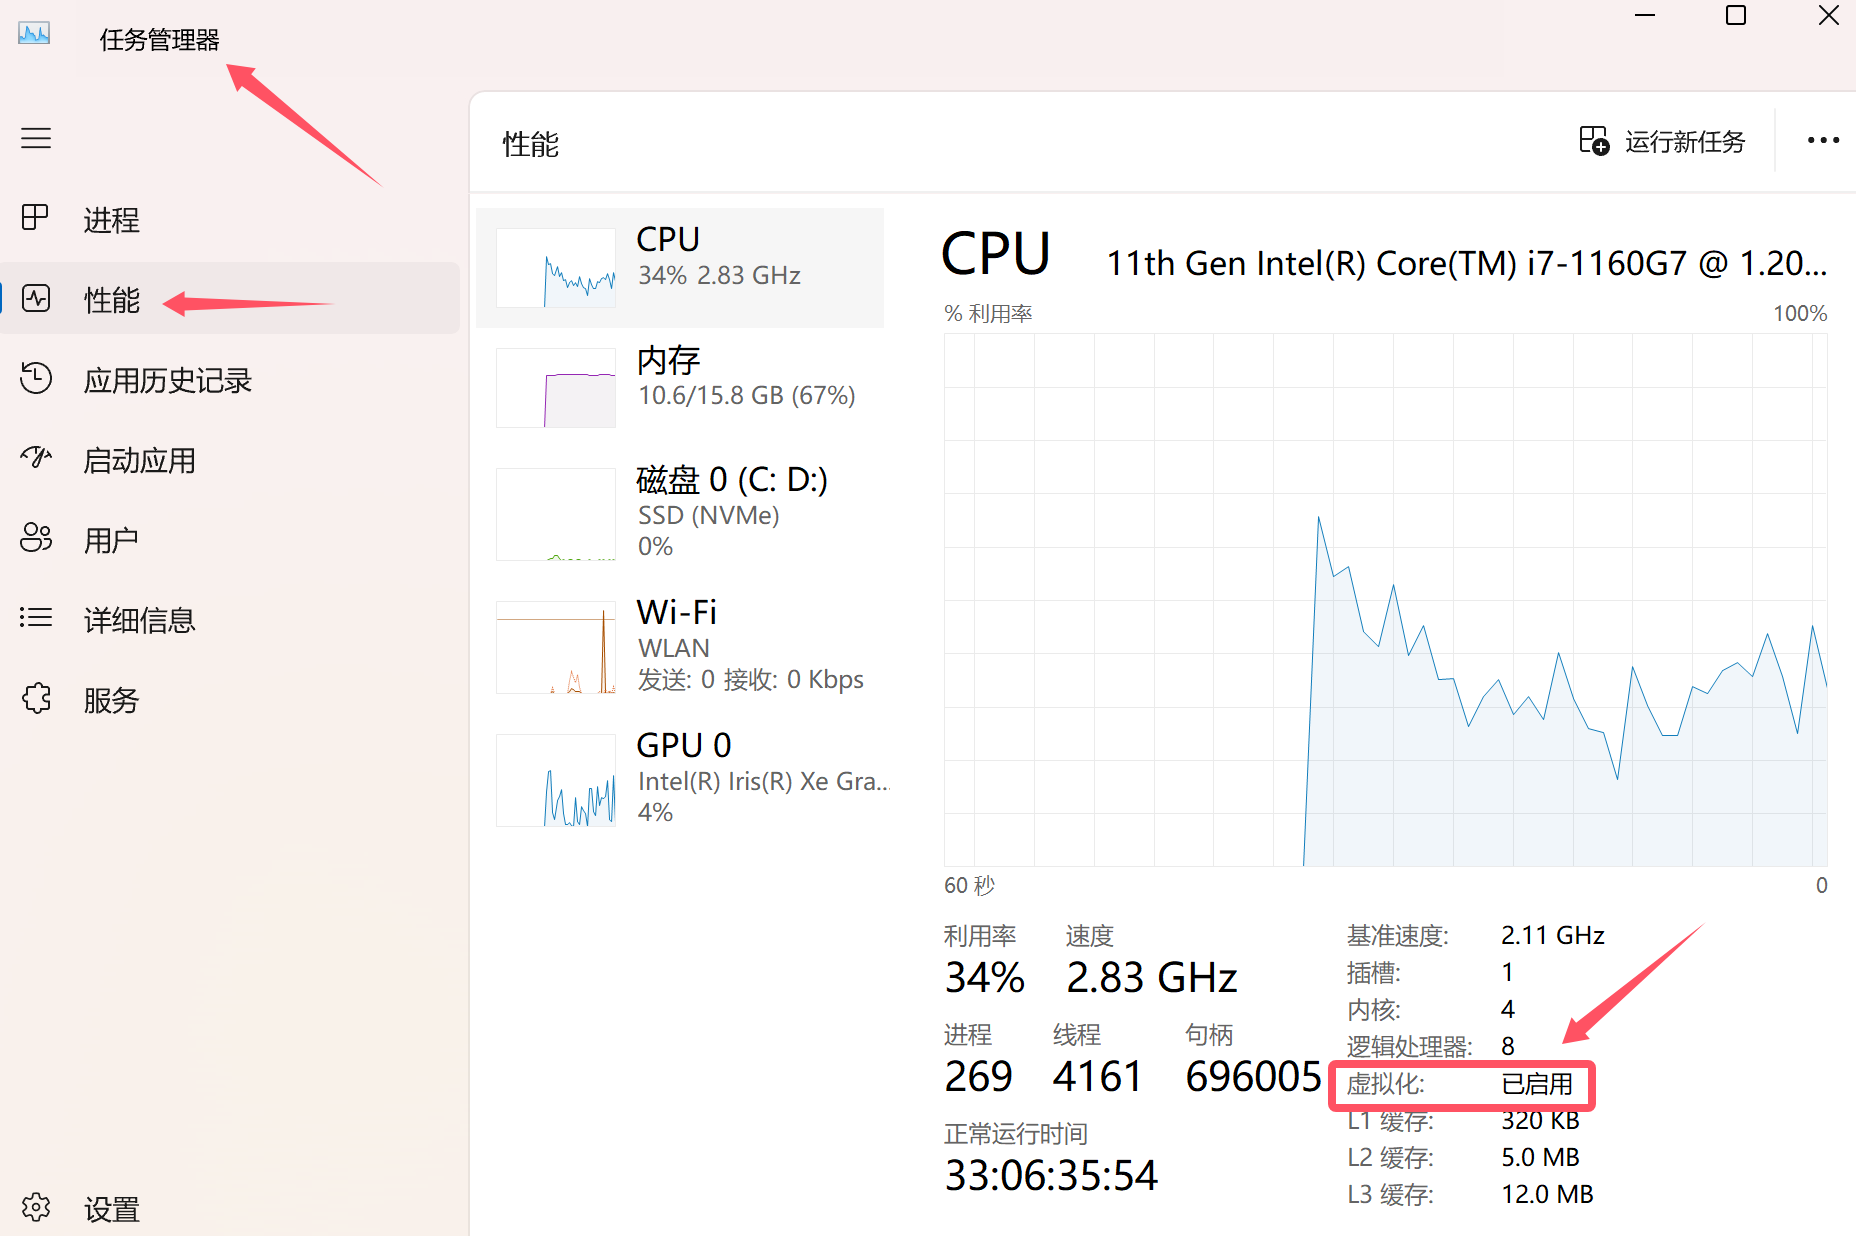 任务管理器
性能
运行新任务
进程
性能
应用历史记录
启动应用
用户
详细信息
服务
设置
CPU
34% 2.83 GHz
内存
10.6/15.8 GB (67%)
磁盘 0 (C: D:)
SSD (NVMe)
0%
Wi-Fi
WLAN
发送: 0 接收: 0 Kbps
GPU 0
Intel(R) Iris(R) Xe Gra...
4%
CPU 11th Gen Intel(R) Core(TM) i7-1160G7 @ 1.20...
% 利用率 100%
60 秒 0
利用率 速度
34% 2.83 GHz
进程 线程 句柄
269 4161 696005
正常运行时间
33:06:35:54
基准速度: 2.11 GHz
插槽: 1
内核: 4
逻辑处理器: 8
虚拟化: 已启用
L1 缓存: 320 KB
L2 缓存: 5.0 MB
L3 缓存: 12.0 MB